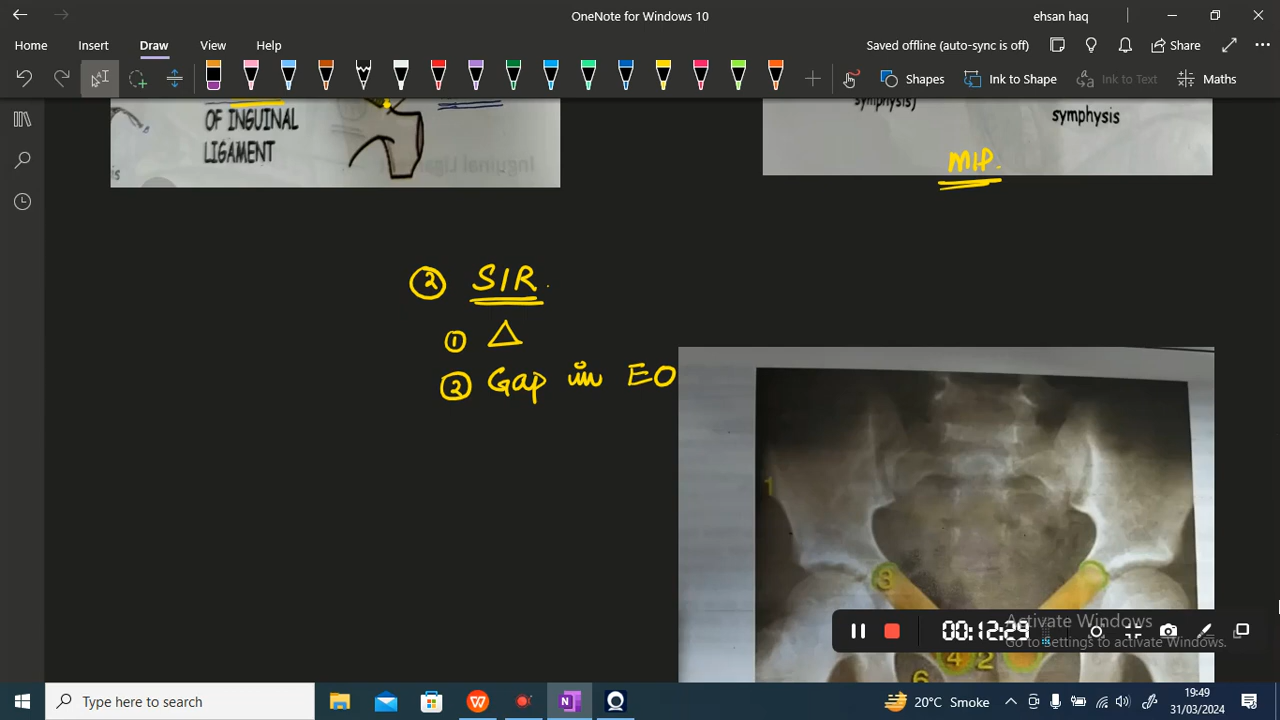 OneNote for Windows 10
ehsan haq
Home
Insert
Draw
View
Help
Saved offline (auto-sync is off)
Share
Shapes
Ink to Shape
Ink to Text
Maths
OF INGUINAL
LIGAMENT
is
symphysis)
symphysis
MIP.
② SIR.
① △
② Gap in EO
1
3
4
2
6
00:12:29
Activate Windows
Go to Settings to activate Windows.
Type here to search
20°C Smoke
19:49
31/03/2024